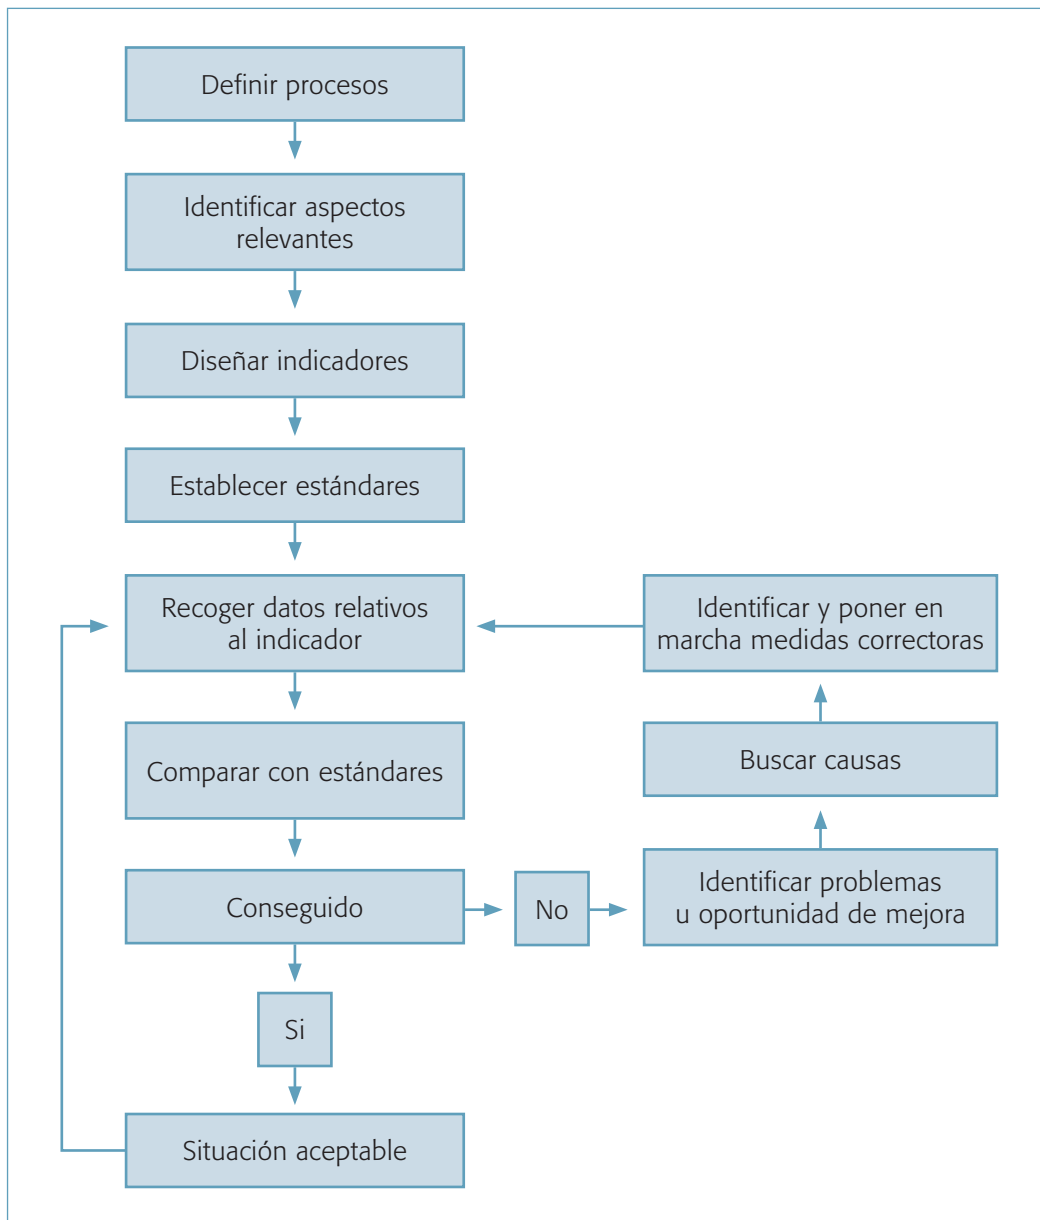 Definir procesos
Identificar aspectos
relevantes
Diseñar indicadores
Establecer estándares
Recoger datos relativos
al indicador
Identificar y poner en
marcha medidas correctoras
Comparar con estándares
Buscar causas
Conseguido
No
Identificar problemas
u oportunidad de mejora
Si
Situación aceptable